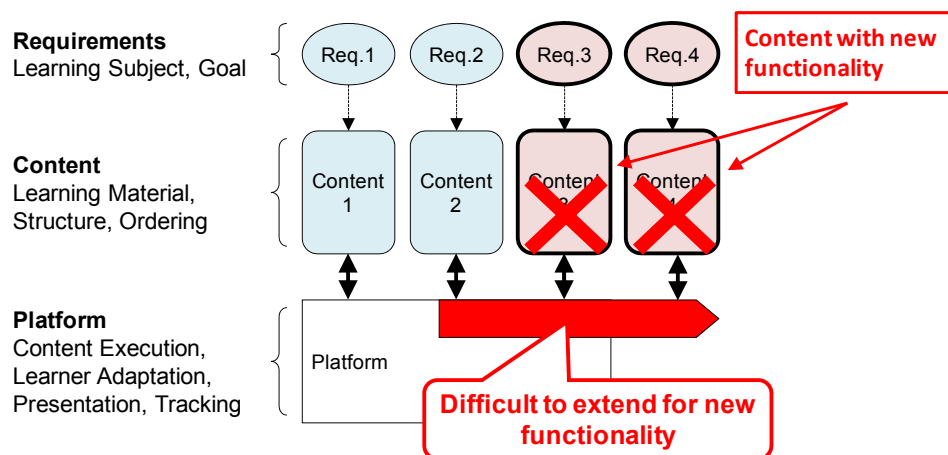 Requirements
Learning Subject, Goal
Req.1
Req.2
Req.3
Req.4
Content with new
functionality
Content
Learning Material,
Structure, Ordering
Content
1
Content
2
Content
Content
Platform
Content Execution,
Learner Adaptation,
Presentation, Tracking
Platform
Difficult to extend for new
functionality